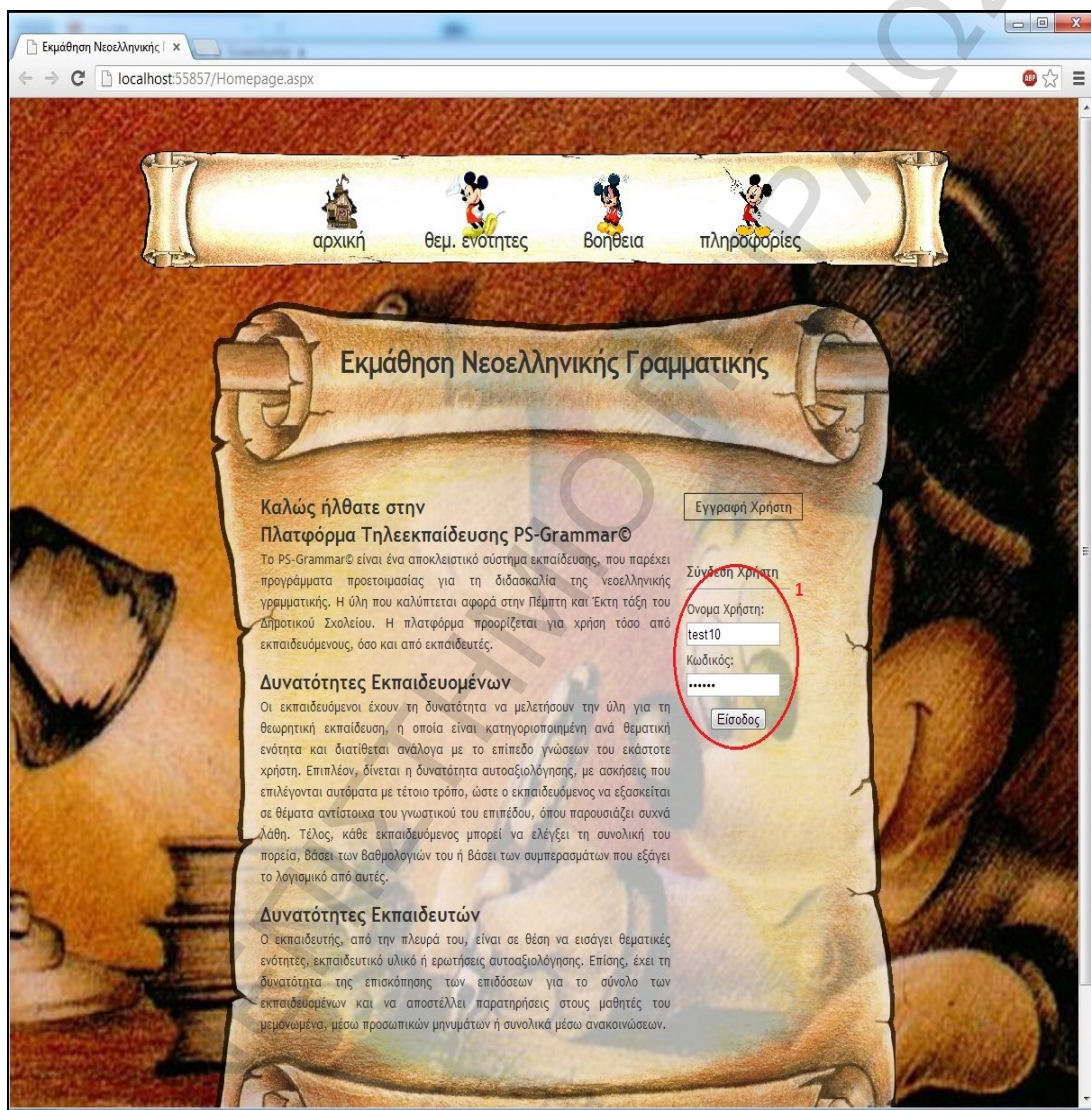 Εκμάθηση Νεοελληνικής Γ
localhost:55857/Homepage.aspx
ABP
αρχική
θεμ. ενότητες
βοήθεια
πληροφορίες
Εκμάθηση Νεοελληνικής Γραμματικής
Καλώς ήλθατε στην
Πλατφόρμα Τηλεεκπαίδευσης PS-Grammar©
Το PS-Grammar© είναι ένα αποκλειστικό σύστημα εκπαίδευσης, που παρέχει
προγράμματα προετοιμασίας για τη διδασκαλία της νεοελληνικής
γραμματικής. Η ύλη που καλύπτεται αφορά στην Πέμπτη και Έκτη τάξη του
Δημοτικού Σχολείου. Η πλατφόρμα προορίζεται για χρήση τόσο από
εκπαιδευόμενους, όσο και από εκπαιδευτές.
Δυνατότητες Εκπαιδευομένων
Οι εκπαιδευόμενοι έχουν τη δυνατότητα να μελετήσουν την ύλη για τη
θεωρητική εκπαίδευση, η οποία είναι κατηγοριοποιημένη ανά θεματική
ενότητα και διατίθεται ανάλογα με το επίπεδο γνώσεων του εκάστοτε
χρήστη. Επιπλέον, δίνεται η δυνατότητα αυτοαξιολόγησης, με ασκήσεις που
επιλέγονται αυτόματα με τέτοιο τρόπο, ώστε ο εκπαιδευόμενος να εξασκείται
σε θέματα αντίστοιχα του γνωστικού του επιπέδου, όπου παρουσιάζει συχνά
λάθη. Τέλος, κάθε εκπαιδευόμενος μπορεί να ελέγξει τη συνολική του
πορεία, βάσει των βαθμολογιών του ή βάσει των συμπερασμάτων που εξάγει
το λογισμικό από αυτές.
Δυνατότητες Εκπαιδευτών
Ο εκπαιδευτής, από την πλευρά του, είναι σε θέση να εισάγει θεματικές
ενότητες, εκπαιδευτικό υλικό ή ερωτήσεις αυτοαξιολόγησης. Επίσης, έχει τη
δυνατότητα της επισκόπησης των επιδόσεων για το σύνολο των
εκπαιδευομένων και να αποστέλλει παρατηρήσεις στους μαθητές του
μεμονωμένα, μέσω προσωπικών μηνυμάτων ή συνολικά μέσω ανακοινώσεων.
Εγγραφή Χρήστη
Σύνδεση Χρήστη
1
Όνομα Χρήστη:
test10
Κωδικός:
••••••
Είσοδος